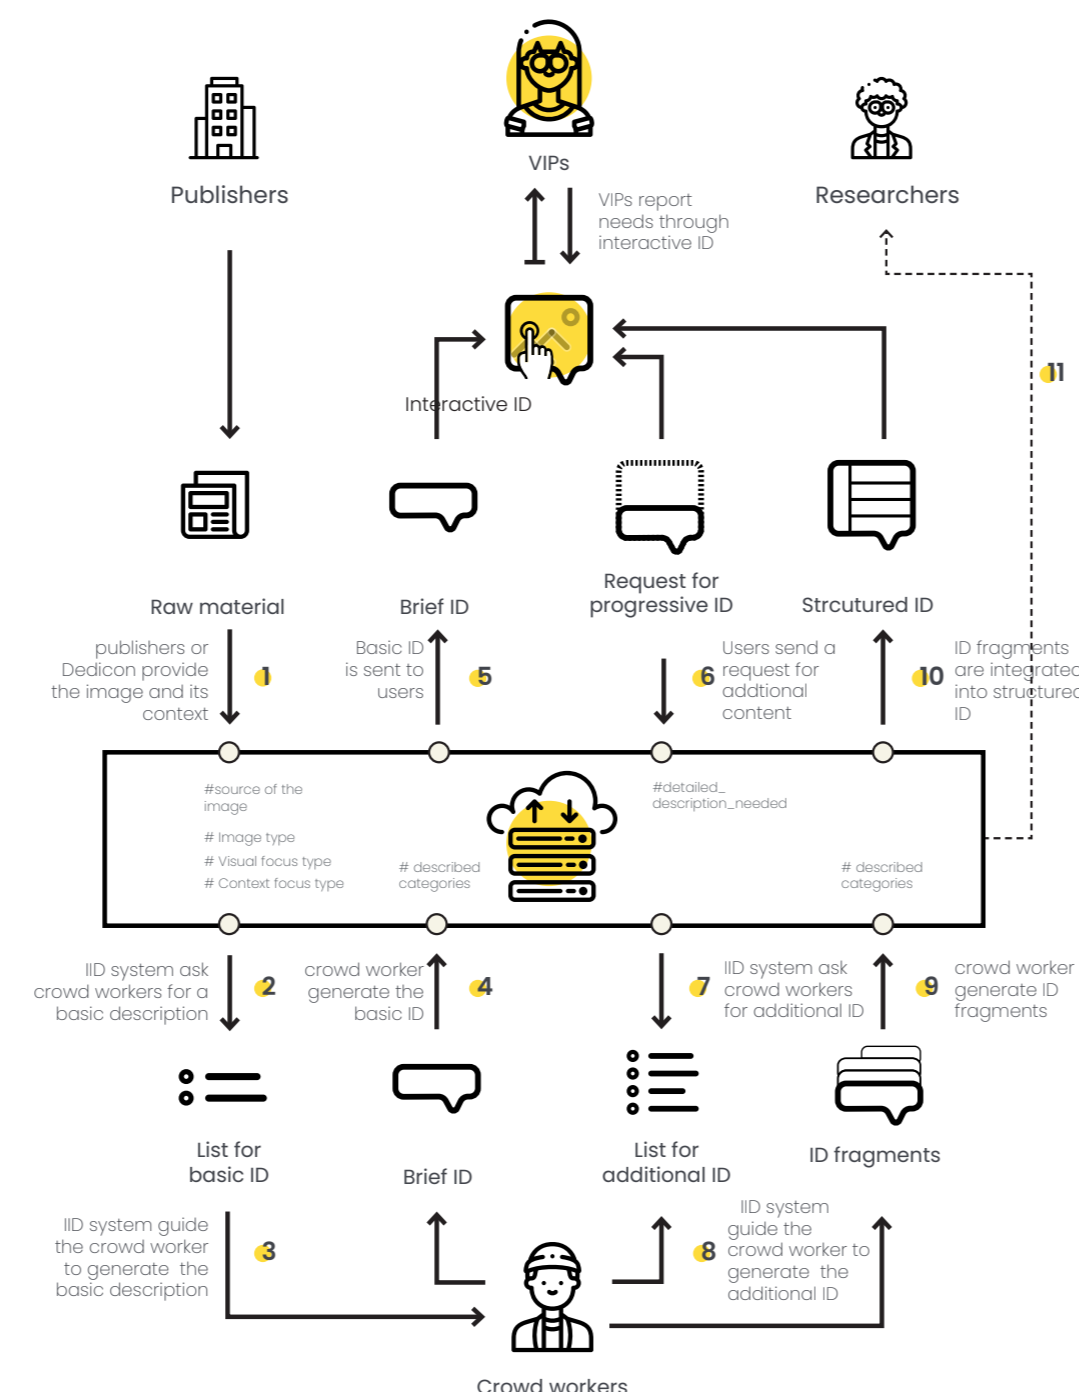 VIPs
Publishers
Researchers
VIPs report
needs through
interactive ID
11
Interactive ID
Raw material
Brief ID
Request for
progressive ID
Strcutured ID
publishers or
Dedicon provide
the image and its
context
1
Basic ID
is sent to
users
5
6
Users send a
request for
addtional
content
10
ID fragments
are integrated
into structured
ID
#source of the
image
# Image type
# Visual focus type
# Context focus type
# described
categories
#detailed_
description_needed
# described
categories
IID system ask
crowd workers for a
basic description
2
crowd worker
generate the
basic ID
4
7
IID system ask
crowd workers
for additional ID
9
crowd worker
generate ID
fragments
List for
basic ID
Brief ID
List for
additional ID
ID fragments
IID system guide
the crowd worker
to generate the
basic description
3
8
IID system
guide the
crowd worker to
generate the
additional ID
Crowd workers